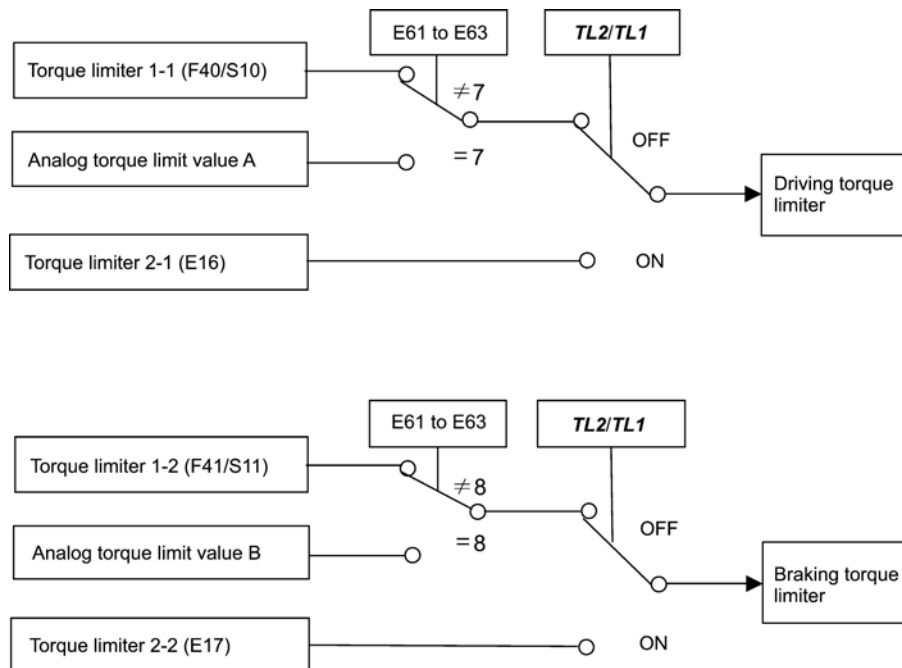 E61 to E63
TL2/TL1
Torque limiter 1-1 (F40/S10)
≠7
Analog torque limit value A
=7
OFF
Driving torque
limiter
Torque limiter 2-1 (E16)
ON
E61 to E63
TL2/TL1
Torque limiter 1-2 (F41/S11)
≠8
Analog torque limit value B
=8
OFF
Braking torque
limiter
Torque limiter 2-2 (E17)
ON